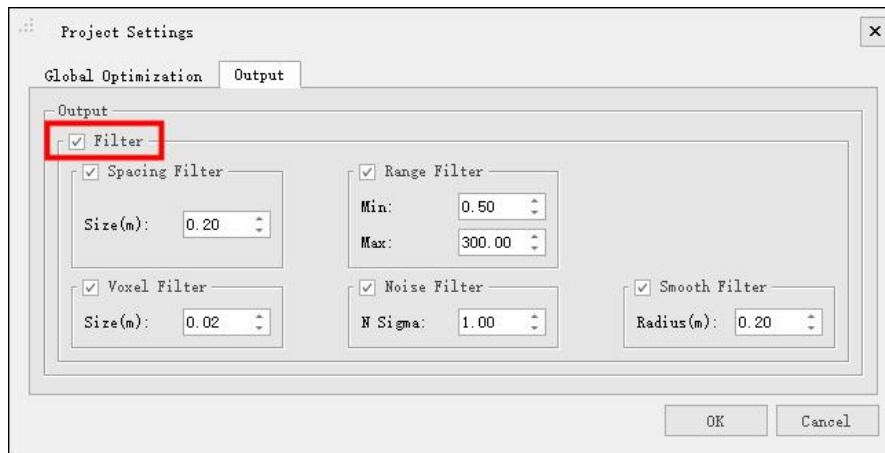 Project Settings
Global Optimization Output
Output
Filter
Spacing Filter
Size(m): 0.20
Range Filter
Min: 0.50
Max: 300.00
Voxel Filter
Size(m): 0.02
Noise Filter
N Sigma: 1.00
Smooth Filter
Radius(m): 0.20
OK Cancel